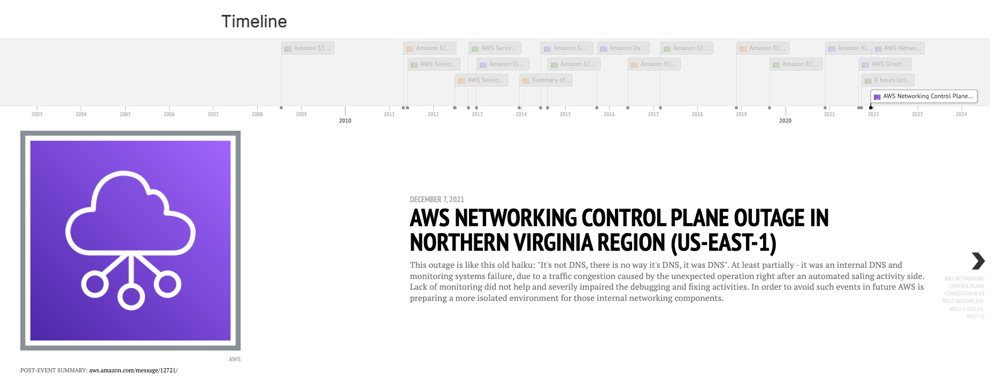 Timeline
Amazon S3 ...
Amazon EC...
AWS Servic...
Amazon Si...
Amazon Dy...
Amazon S3 ...
Amazon EC...
Amazon Ki...
AWS Netwo...
AWS Servic...
Amazon EL...
Amazon EC...
Amazon EC...
Amazon EC...
AWS Direct ...
AWS Servic...
Summary of...
8 hours lon...
AWS Networking Control Plane...
2003 2004 2005 2006 2007 2008 2009 2011 2012 2013 2014 2015 2016 2017 2018 2019 2021 2022 2023 2024
2010 2020
DECEMBER 7, 2021
AWS NETWORKING CONTROL PLANE OUTAGE IN
NORTHERN VIRGINIA REGION (US-EAST-1)
This outage is like this old haiku: "It's not DNS, there is no way it's DNS, it was DNS". At least partially - it was an internal DNS and
monitoring systems failure, due to a traffic congestion caused by the unexpected operation right after an automated saling activity side.
Lack of monitoring did not help and severily impaired the debugging and fixing activities. In order to avoid such events in future AWS is
preparing a more isolated environment for those internal networking components.
AWS NETWORKING
CONTROL PLANE
CONGESTION IN US
WEST REGIONS (US-
WEST-1 AND US-
WEST-2)
AWS
POST-EVENT SUMMARY: aws.amazon.com/message/12721/